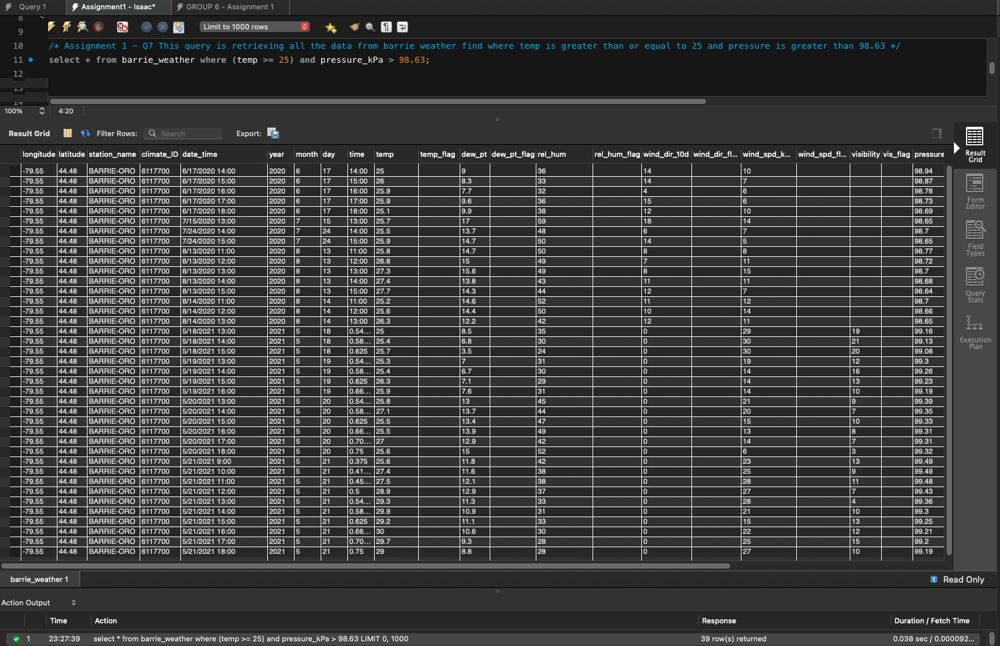 Query 1 Assignment1 - Isaac* GROUP 6 - Assignment 1
8
9 Limit to 1000 rows
10 /* Assignment 1 – Q7 This query is retrieving all the data from barrie weather find where temp is greater than or equal to 25 and pressure is greater than 98.63 */
11 select * from barrie_weather where (temp >= 25) and pressure_kPa > 98.63;
12
13
14
100% 4:20
Result Grid Filter Rows: Search Export:
longitude latitude station_name climate_ID date_time year month day time temp temp_flag dew_pt dew_pt_flag rel_hum rel_hum_flag wind_dir_10d wind_dir_fl... wind_spd_k... wind_spd_fl... visibility vis_flag pressure
-79.55 44.48 BARRIE-ORO 6117700 6/17/2020 14:00 2020 6 17 14:00 25 9 36 14 10 98.94
-79.55 44.48 BARRIE-ORO 6117700 6/17/2020 15:00 2020 6 17 15:00 26 8.3 33 14 7 98.87
-79.55 44.48 BARRIE-ORO 6117700 6/17/2020 16:00 2020 6 17 16:00 25.9 7.7 32 4 6 98.78
-79.55 44.48 BARRIE-ORO 6117700 6/17/2020 17:00 2020 6 17 17:00 25.9 9.6 36 15 6 98.73
-79.55 44.48 BARRIE-ORO 6117700 6/17/2020 18:00 2020 6 17 18:00 25.1 9.9 38 12 10 98.69
-79.55 44.48 BARRIE-ORO 6117700 7/15/2020 13:00 2020 7 15 13:00 25.7 17 59 18 14 98.65
-79.55 44.48 BARRIE-ORO 6117700 7/24/2020 14:00 2020 7 24 14:00 25.5 13.7 48 6 7 98.7
-79.55 44.48 BARRIE-ORO 6117700 7/24/2020 15:00 2020 7 24 15:00 25.9 14.7 50 14 5 98.65
-79.55 44.48 BARRIE-ORO 6117700 8/13/2020 11:00 2020 8 13 11:00 25.8 14.7 50 8 8 98.77
-79.55 44.48 BARRIE-ORO 6117700 8/13/2020 12:00 2020 8 13 12:00 26.8 15 49 7 11 98.72
-79.55 44.48 BARRIE-ORO 6117700 8/13/2020 13:00 2020 8 13 13:00 27.3 15.6 49 8 15 98.7
-79.55 44.48 BARRIE-ORO 6117700 8/13/2020 14:00 2020 8 13 14:00 27.4 13.8 43 11 11 98.68
-79.55 44.48 BARRIE-ORO 6117700 8/13/2020 15:00 2020 8 13 15:00 27.7 14.3 44 12 7 98.64
-79.55 44.48 BARRIE-ORO 6117700 8/14/2020 11:00 2020 8 14 11:00 25.2 14.6 52 11 12 98.7
-79.55 44.48 BARRIE-ORO 6117700 8/14/2020 12:00 2020 8 14 12:00 25.6 14.4 50 10 14 98.66
-79.55 44.48 BARRIE-ORO 6117700 8/14/2020 13:00 2020 8 14 13:00 26.3 12.2 42 12 11 98.65
-79.55 44.48 BARRIE-ORO 6117700 5/18/2021 13:00 2021 5 18 0.54... 25 8.5 35 0 29 19 99.16
-79.55 44.48 BARRIE-ORO 6117700 5/18/2021 14:00 2021 5 18 0.58... 25.4 6.8 30 0 30 21 99.13
-79.55 44.48 BARRIE-ORO 6117700 5/18/2021 15:00 2021 5 18 0.625 25.7 3.5 24 0 30 20 99.08
-79.55 44.48 BARRIE-ORO 6117700 5/19/2021 13:00 2021 5 19 0.54... 25.3 7 31 0 19 12 99.3
-79.55 44.48 BARRIE-ORO 6117700 5/19/2021 14:00 2021 5 19 0.58... 25.4 6.7 30 0 14 16 99.26
-79.55 44.48 BARRIE-ORO 6117700 5/19/2021 15:00 2021 5 19 0.625 26.3 7.1 29 0 14 13 99.23
-79.55 44.48 BARRIE-ORO 6117700 5/19/2021 16:00 2021 5 19 0.66... 25.9 7.6 31 0 14 10 99.19
-79.55 44.48 BARRIE-ORO 6117700 5/20/2021 13:00 2021 5 20 0.54... 25.8 13 45 0 21 9 99.39
-79.55 44.48 BARRIE-ORO 6117700 5/20/2021 14:00 2021 5 20 0.58... 27.1 13.7 44 0 20 7 99.35
-79.55 44.48 BARRIE-ORO 6117700 5/20/2021 15:00 2021 5 20 0.625 25.5 13.4 47 0 15 10 99.33
-79.55 44.48 BARRIE-ORO 6117700 5/20/2021 16:00 2021 5 20 0.66... 25.5 13.9 49 0 13 8 99.31
-79.55 44.48 BARRIE-ORO 6117700 5/20/2021 17:00 2021 5 20 0.70... 27 12.9 42 0 14 7 99.31
-79.55 44.48 BARRIE-ORO 6117700 5/20/2021 18:00 2021 5 20 0.75 25.6 15 52 0 6 3 99.32
-79.55 44.48 BARRIE-ORO 6117700 5/21/2021 9:00 2021 5 21 0.375 25.6 11.8 42 0 23 13 99.49
-79.55 44.48 BARRIE-ORO 6117700 5/21/2021 10:00 2021 5 21 0.41... 27.4 11.6 38 0 25 9 99.49
-79.55 44.48 BARRIE-ORO 6117700 5/21/2021 11:00 2021 5 21 0.45... 27.5 12.1 38 0 28 11 99.48
-79.55 44.48 BARRIE-ORO 6117700 5/21/2021 12:00 2021 5 21 0.5 28.9 12.9 37 0 27 7 99.43
-79.55 44.48 BARRIE-ORO 6117700 5/21/2021 13:00 2021 5 21 0.54... 29.3 11.3 33 0 28 4 99.36
-79.55 44.48 BARRIE-ORO 6117700 5/21/2021 14:00 2021 5 21 0.58... 29.9 10.9 31 0 21 10 99.3
-79.55 44.48 BARRIE-ORO 6117700 5/21/2021 15:00 2021 5 21 0.625 29.2 11.1 33 0 15 13 99.25
-79.55 44.48 BARRIE-ORO 6117700 5/21/2021 16:00 2021 5 21 0.66... 30 10.6 30 0 22 12 99.21
-79.55 44.48 BARRIE-ORO 6117700 5/21/2021 17:00 2021 5 21 0.70... 29.7 9.3 28 0 25 15 99.2
-79.55 44.48 BARRIE-ORO 6117700 5/21/2021 18:00 2021 5 21 0.75 29 8.8 28 0 27 10 99.19
Result
Grid
Form
Editor
Field
Types
Query
Stats
Execution
Plan
barrie_weather 1 Read Only
Action Output
Time Action Response Duration / Fetch Time
1 23:27:39 select * from barrie_weather where (temp >= 25) and pressure_kPa > 98.63 LIMIT 0, 1000 39 row(s) returned 0.038 sec / 0.000092...